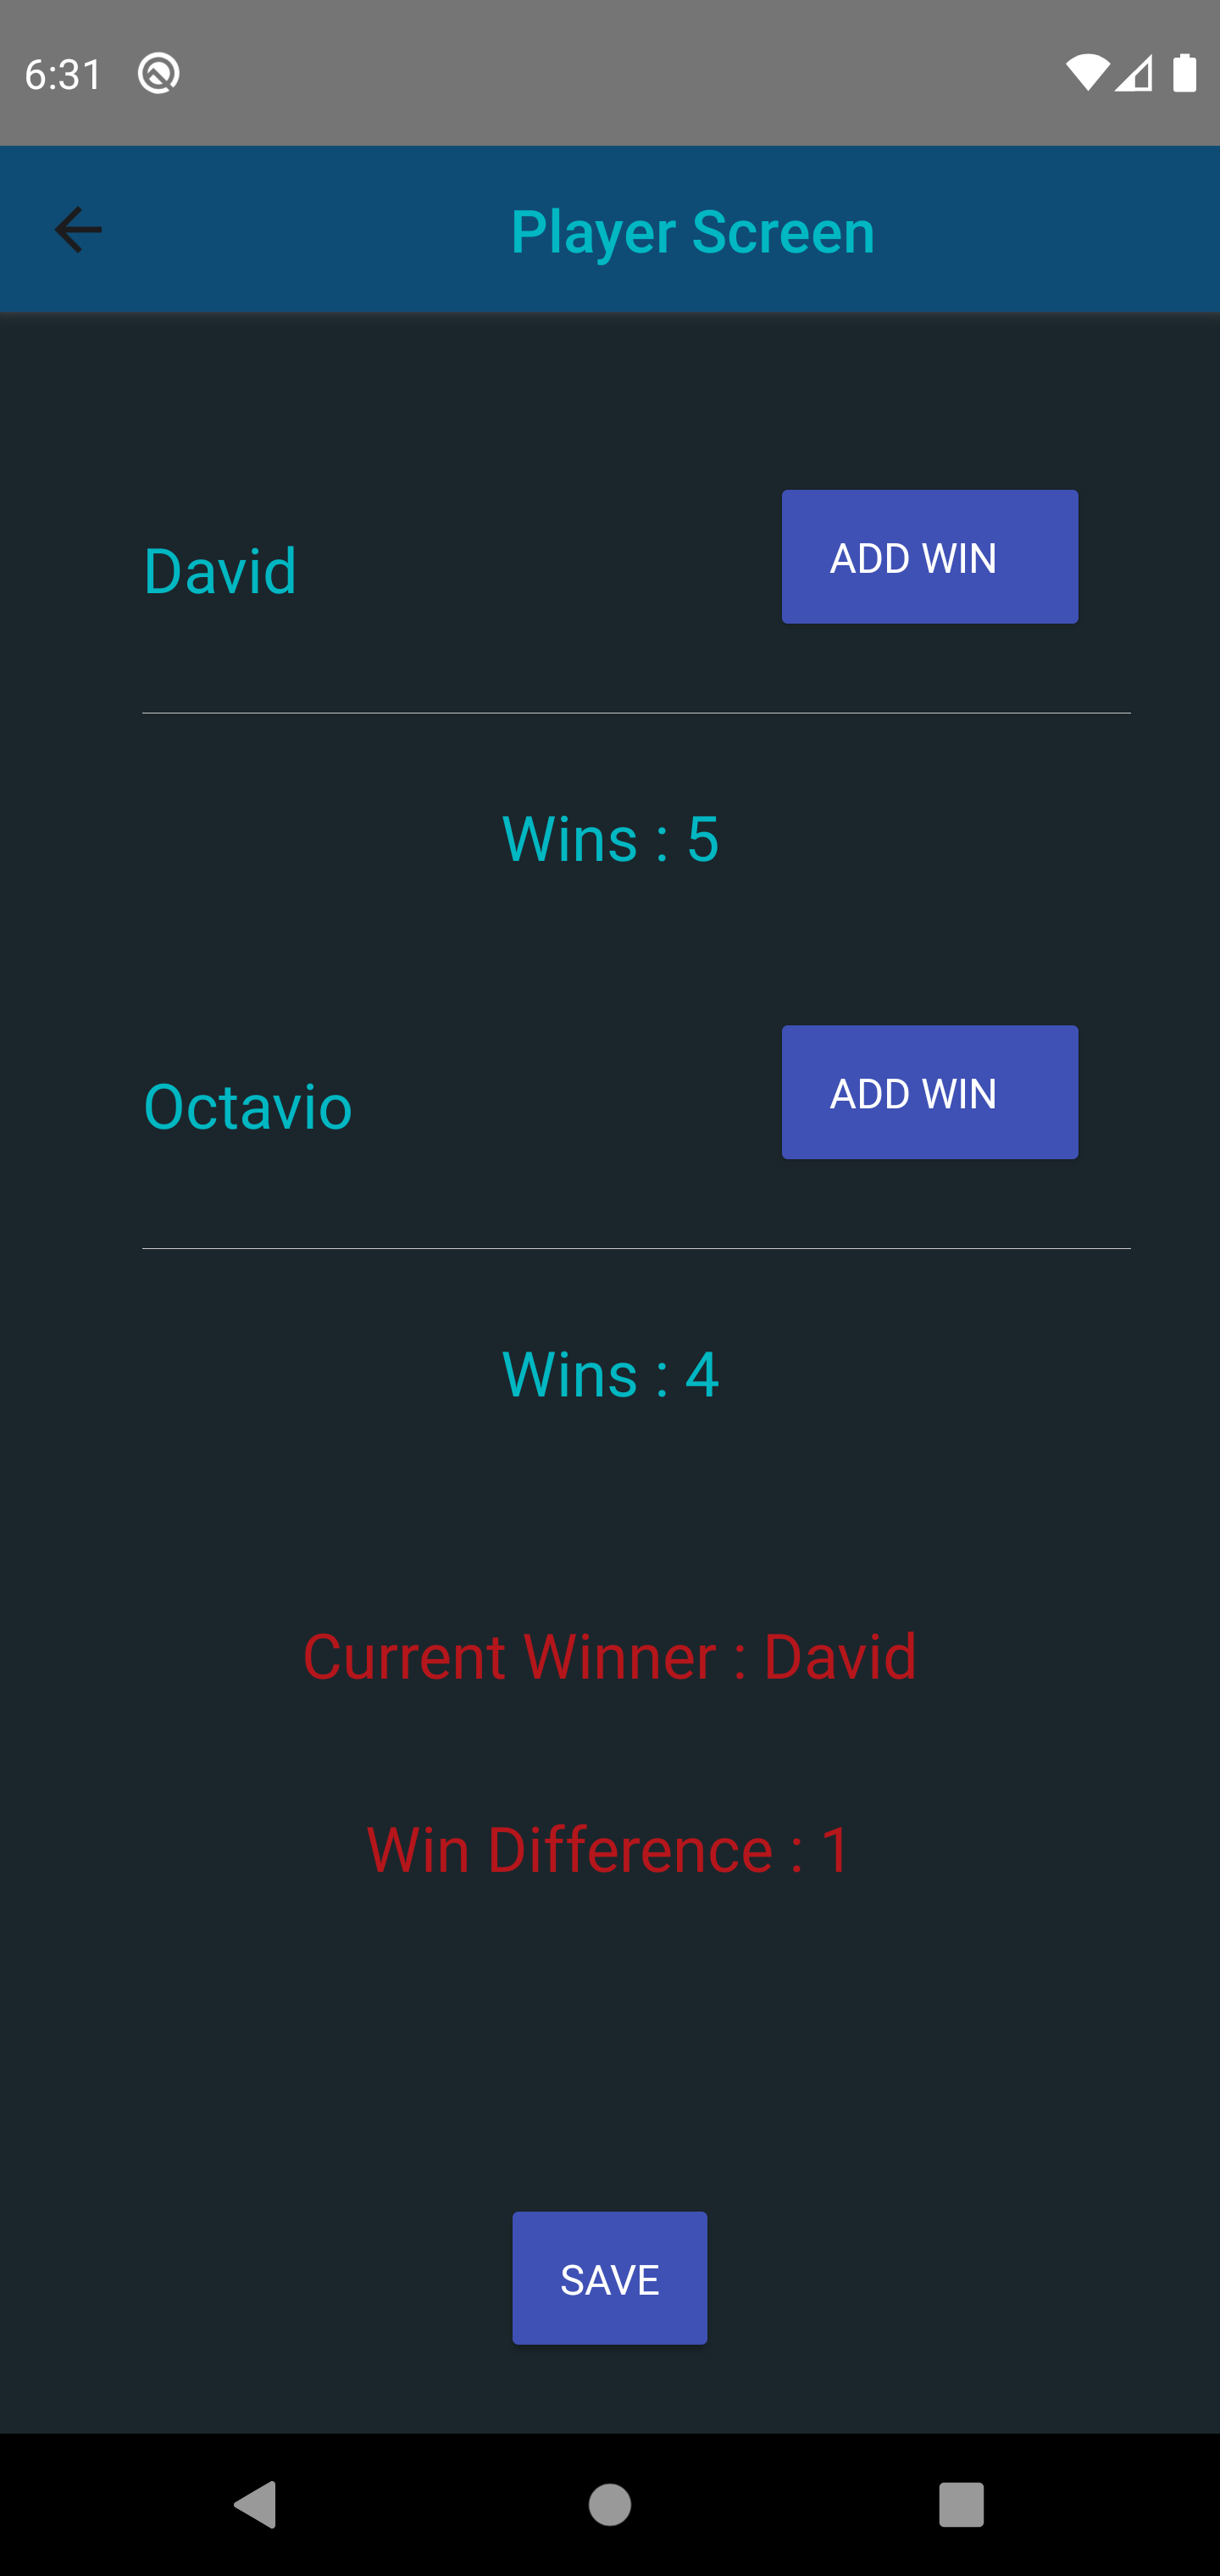 6:31
Player Screen
David
ADD WIN
Wins : 5
Octavio
ADD WIN
Wins : 4
Current Winner : David
Win Difference : 1
SAVE